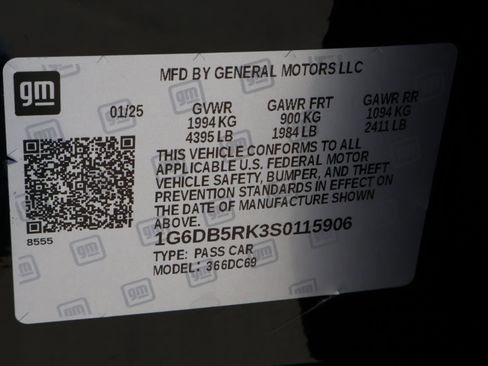 gm
MFD BY GENERAL MOTORS LLC
01/25 GVWR GAWR FRT GAWR RR
1994 KG 900 KG 1094 KG
4395 LB 1984 LB 2411 LB
THIS VEHICLE CONFORMS TO ALL
APPLICABLE U.S. FEDERAL MOTOR
VEHICLE SAFETY, BUMPER, AND THEFT
PREVENTION STANDARDS IN EFFECT ON
THE DATE OF MANUFACTURE SHOWN
ABOVE.
8555
1G6DB5RK3S0115906
TYPE: PASS CAR
MODEL: 366DC69